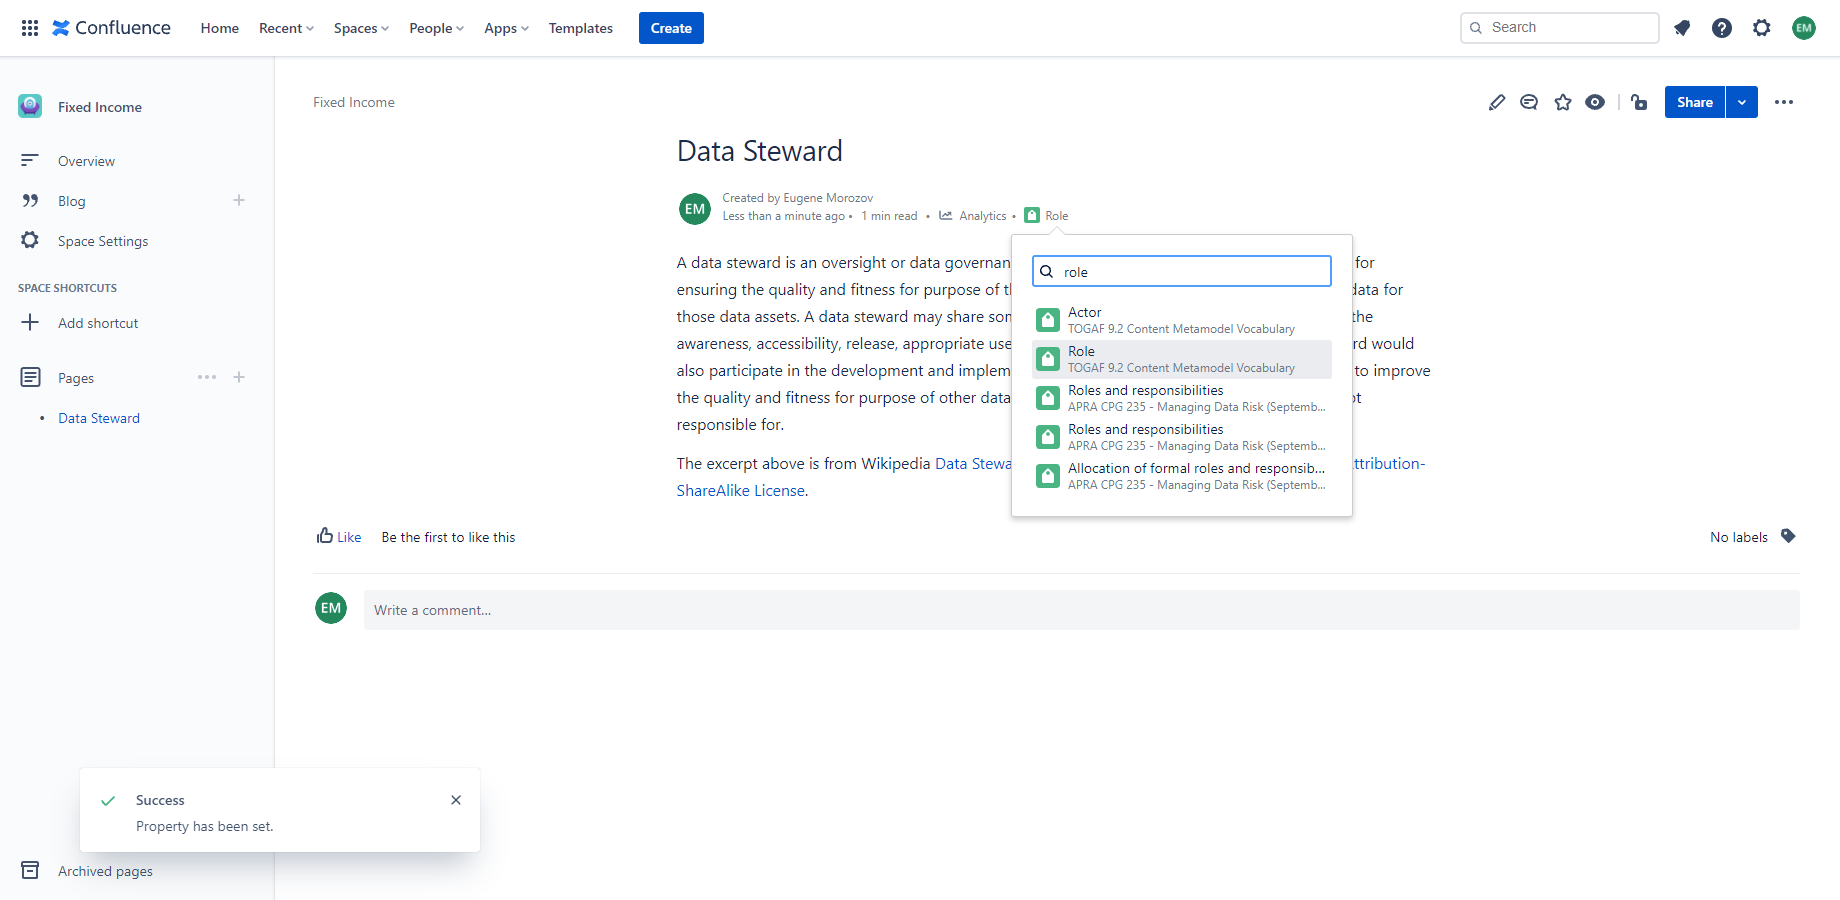 Confluence
Home
Recent
Spaces
People
Apps
Templates
Create
Search
EM
Fixed Income
Overview
Blog
Space Settings
SPACE SHORTCUTS
Add shortcut
Pages
Data Steward
Archived pages
Fixed Income
Share
Data Steward
EM
Created by Eugene Morozov
Less than a minute ago • 1 min read • Analytics • Role
A data steward is an oversight or data governan for
ensuring the quality and fitness for purpose of th data for
those data assets. A data steward may share som the
awareness, accessibility, release, appropriate use rd would
also participate in the development and implem to improve
the quality and fitness for purpose of other data ot
responsible for.
The excerpt above is from Wikipedia Data Stewa ttribution-
ShareAlike License.
role
Actor
TOGAF 9.2 Content Metamodel Vocabulary
Role
TOGAF 9.2 Content Metamodel Vocabulary
Roles and responsibilities
APRA CPG 235 - Managing Data Risk (Septemb...
Roles and responsibilities
APRA CPG 235 - Managing Data Risk (Septemb...
Allocation of formal roles and responsib...
APRA CPG 235 - Managing Data Risk (Septemb...
Like
Be the first to like this
No labels
EM
Write a comment...
Success
Property has been set.